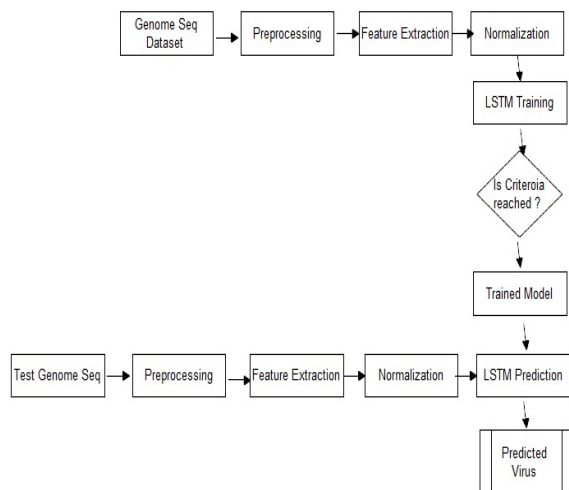 Genome Seq
Dataset
Preprocessing
Feature Extraction
Normalization
LSTM Training
Is Criteroia
reached ?
Trained Model
Test Genome Seq
Preprocessing
Feature Extraction
Normalization
LSTM Prediction
Predicted
Virus